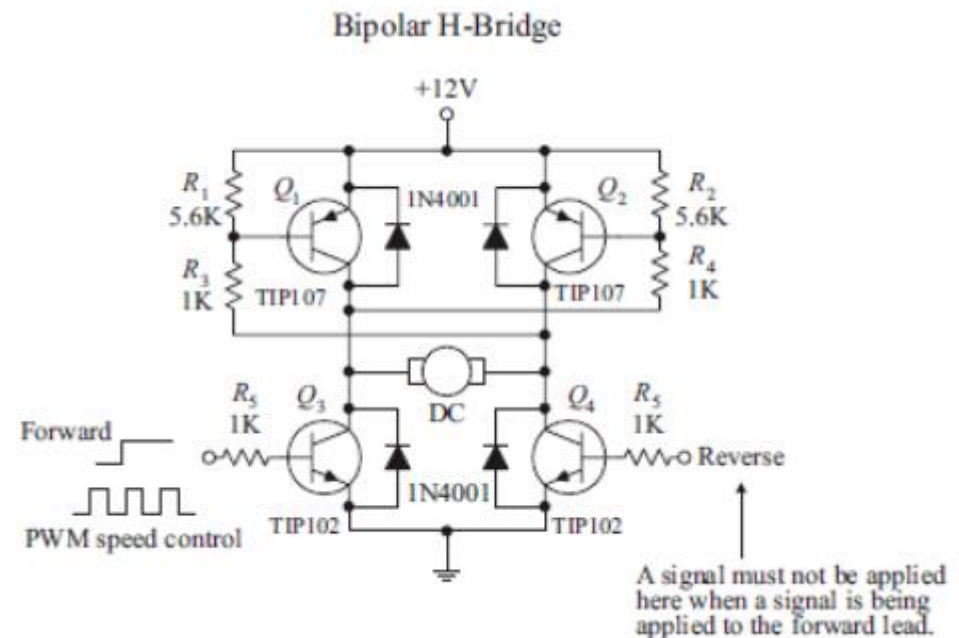 Bipolar H-Bridge
+12V
R1
5.6K
Q1
1N4001
Q2
R2
5.6K
R3
1K
TIP107
TIP107
R4
1K
DC
Forward
R5
1K
Q3
Q4
R5
1K
Reverse
1N4001
PWM speed control
TIP102
TIP102
A signal must not be applied
here when a signal is being
applied to the forward lead.